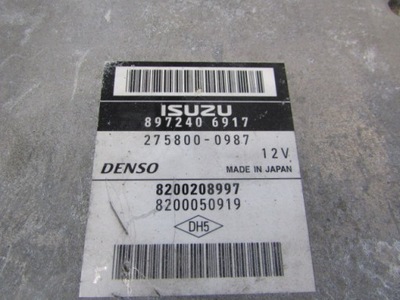 ISUZU
897240 6917
275800-0987
12V
DENSO MADE IN JAPAN
8200208997
8200050919
DH5